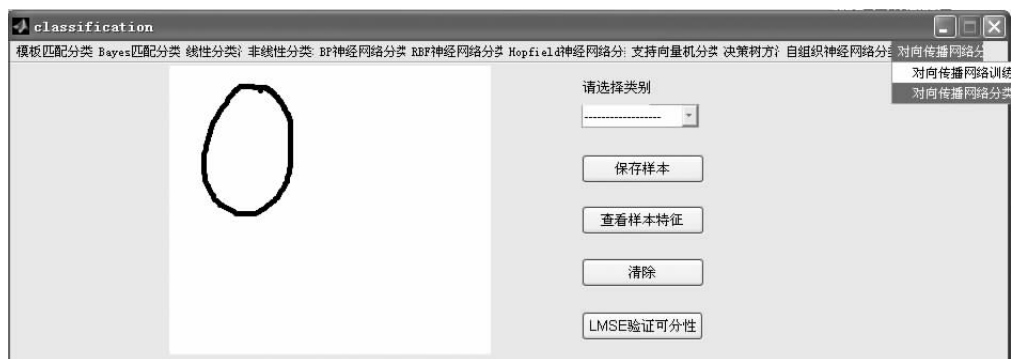 classification
模板匹配分类 Bayes匹配分类 线性分类 非线性分类 BP神经网络分类 RBF神经网络分类 Hopfield神经网络分 支持向量机分类 决策树方 自组织神经网络分 对向传播网络分
对向传播网络训练
对向传播网络分类
请选择类别
------------------
保存样本
查看样本特征
清除
LMSE验证可分性